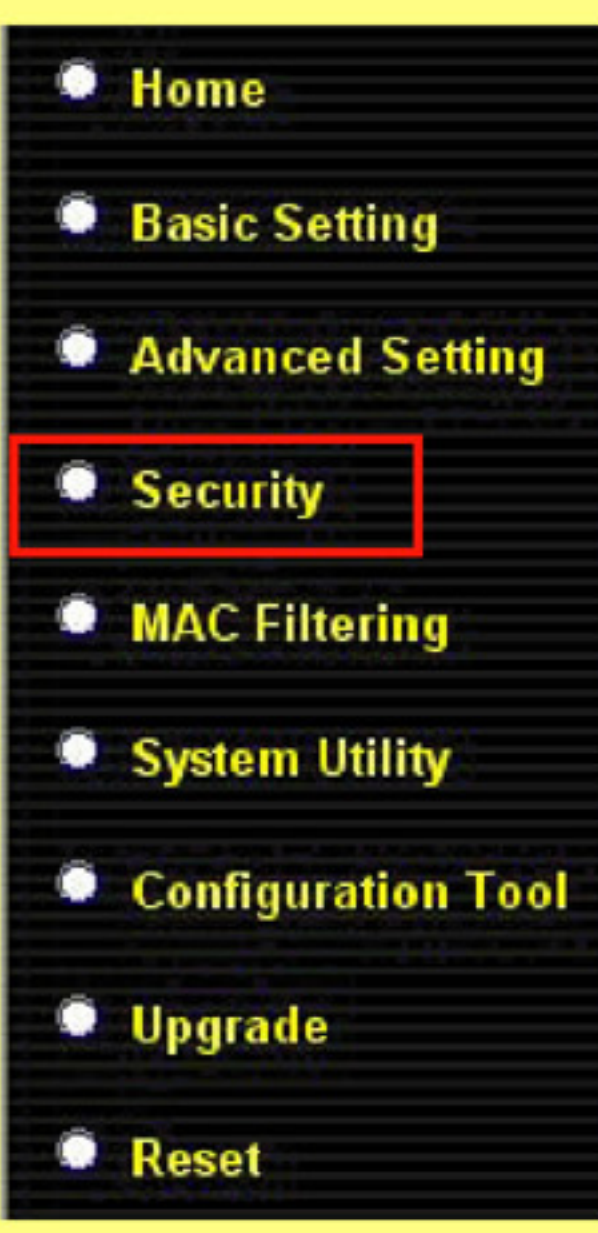 Home
Basic Setting
Advanced Setting
Security
MAC Filtering
System Utility
Configuration Tool
Upgrade
Reset